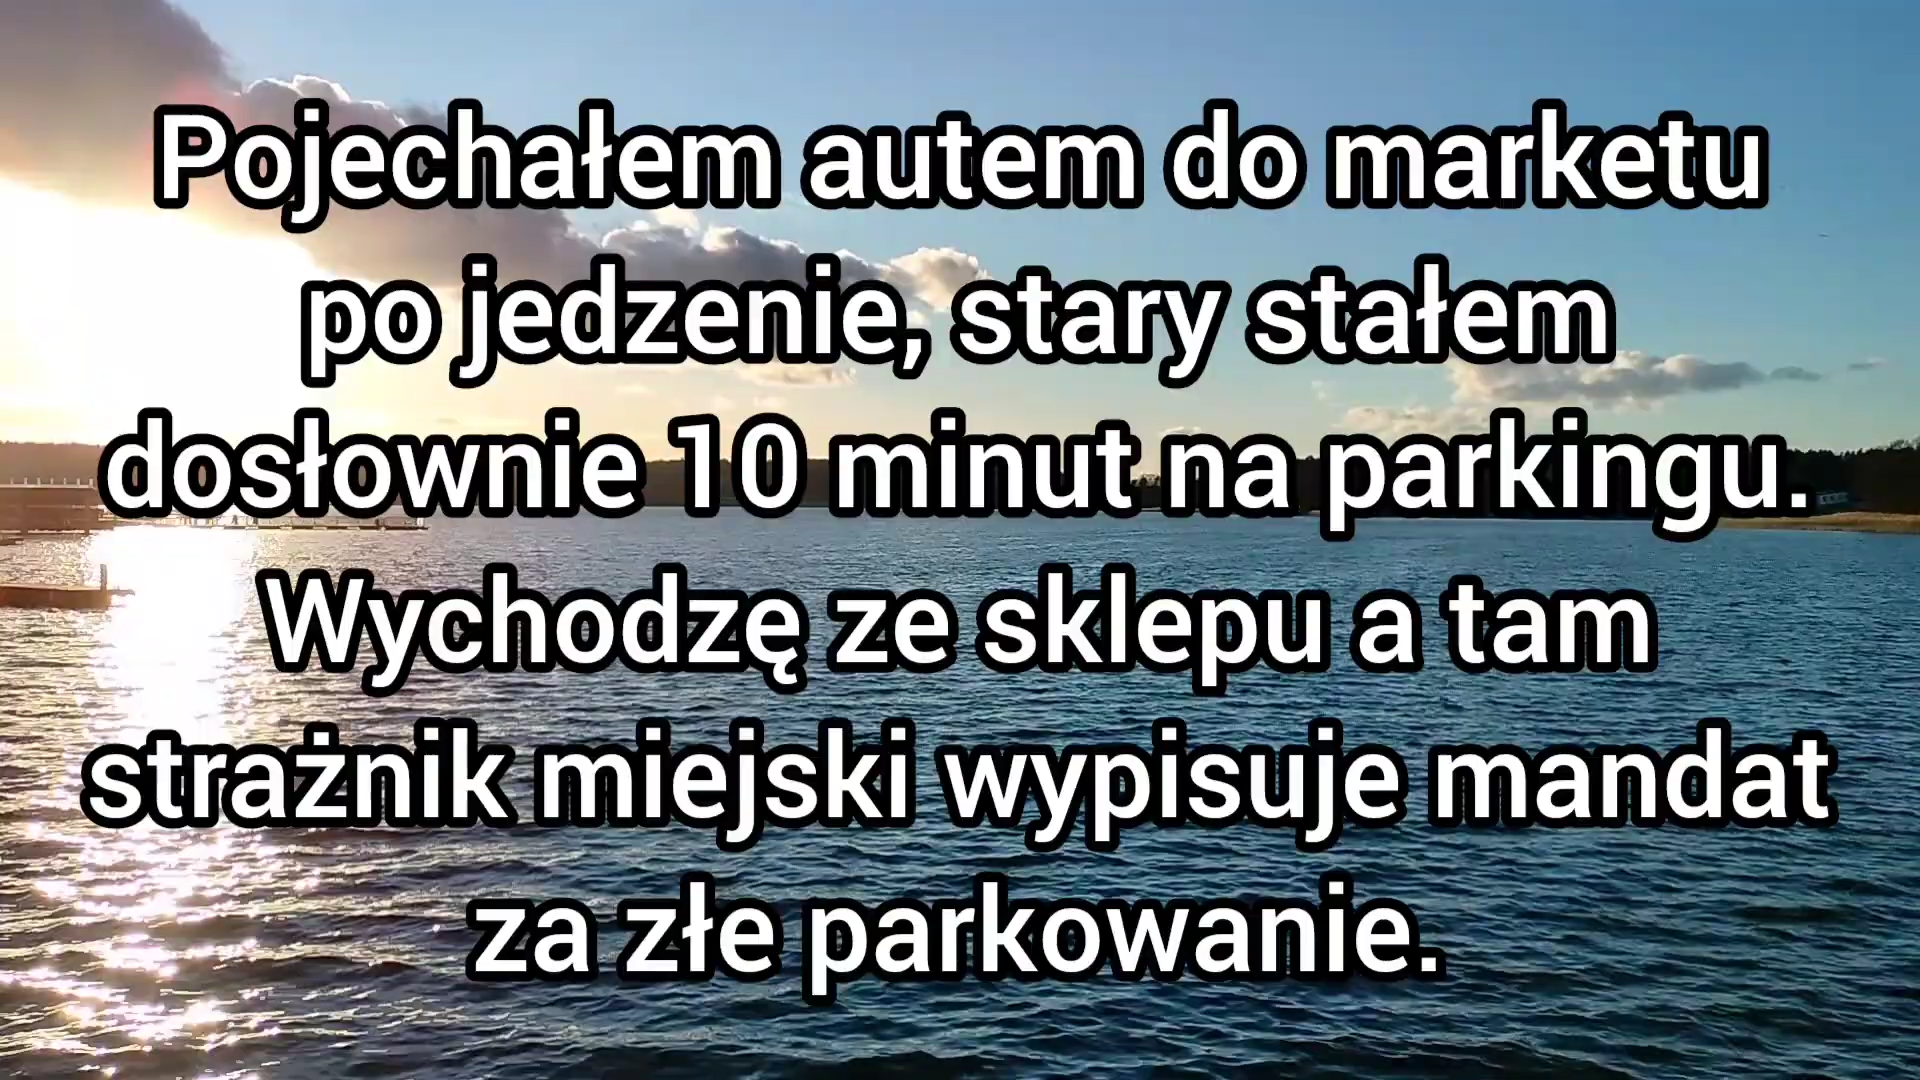 Pojechałem autem do marketu
po jedzenie, stary stałem
dosłownie 10 minut na parkingu.
Wychodzę ze sklepu a tam
strażnik miejski wypisuje mandat
za złe parkowanie.